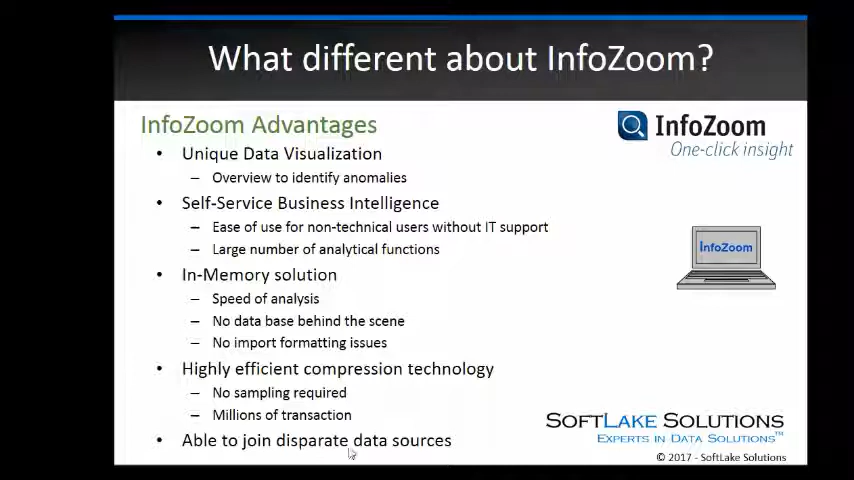 What different about InfoZoom?
InfoZoom Advantages
• Unique Data Visualization
– Overview to identify anomalies
• Self-Service Business Intelligence
– Ease of use for non-technical users without IT support
– Large number of analytical functions
• In-Memory solution
– Speed of analysis
– No data base behind the scene
– No import formatting issues
• Highly efficient compression technology
– No sampling required
– Millions of transaction
• Able to join disparate data sources
InfoZoom
One-click insight
InfoZoom
SOFTLAKE SOLUTIONS
EXPERTS IN DATA SOLUTIONS™
© 2017 - SoftLake Solutions